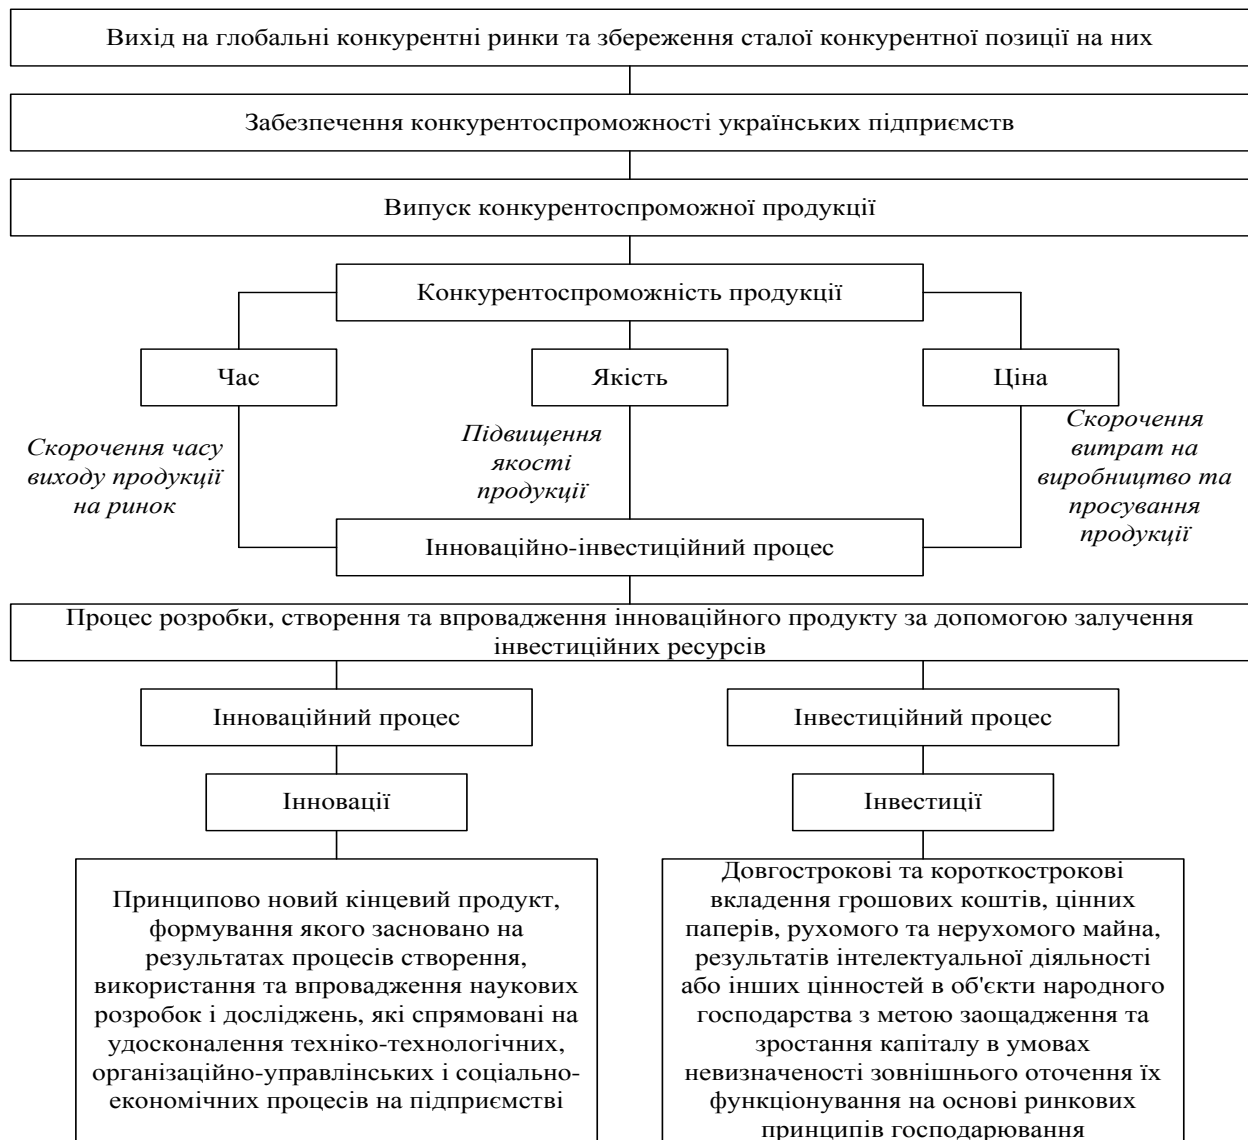 Вихід на глобальні конкурентні ринки та збереження сталої конкурентної позиції на них
Забезпечення конкурентоспроможності українських підприємств
Випуск конкурентоспроможної продукції
Конкурентоспроможність продукції
Час
Якість
Ціна
Скорочення часу
виходу продукції
на ринок
Підвищення
якості
продукції
Скорочення
витрат на
виробництво та
просування
продукції
Інноваційно-інвестиційний процес
Процес розробки, створення та впровадження інноваційного продукту за допомогою залучення
інвестиційних ресурсів
Інноваційний процес
Інвестиційний процес
Інновації
Інвестиції
Принципово новий кінцевий продукт,
формування якого засновано на
результатах процесів створення,
використання та впровадження наукових
розробок і досліджень, які спрямовані на
удосконалення техніко-технологічних,
організаційно-управлінських і соціально-
економічних процесів на підприємстві
Довгострокові та короткострокові
вкладення грошових коштів, цінних
паперів, рухомого та нерухомого майна,
результатів інтелектуальної діяльності
або інших цінностей в об'єкти народного
господарства з метою заощадження та
зростання капіталу в умовах
невизначеності зовнішнього оточення їх
функціонування на основі ринкових
принципів господарювання